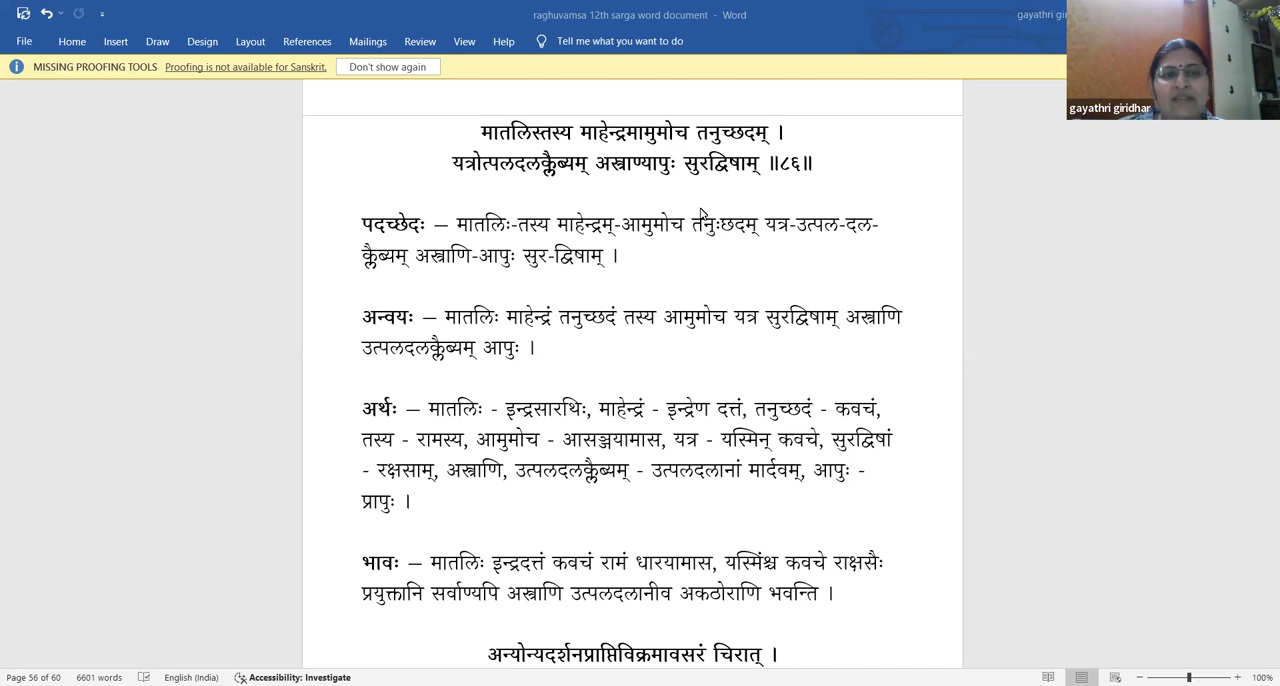 raghuvamsa 12th sarga word document - Word
gayathri giri
File Home Insert Draw Design Layout References Mailings Review View Help Tell me what you want to do
MISSING PROOFING TOOLS Proofing is not available for Sanskrit. Don't show again
gayathri giridhar
मातलिस्तस्य माहेन्द्रमामुमोच तनुच्छदम् ।
यत्रोत्पलदलक्लैब्यम् अस्त्राण्यापुः सुरद्विषाम् ॥८६॥
पदच्छेदः – मातलिः-तस्य माहेन्द्रम्-आमुमोच तनुःछदम् यत्र-उत्पल-दल-
क्लैब्यम् अस्त्राणि-आपुः सुर-द्विषाम् ।
अन्वयः – मातलिः माहेन्द्रं तनुच्छदं तस्य आमुमोच यत्र सुरद्विषाम् अस्त्राणि
उत्पलदलक्लैब्यम् आपुः ।
अर्थः – मातलिः - इन्द्रसारथिः, माहेन्द्रं - इन्द्रेण दत्तं, तनुच्छदं - कवचं,
तस्य - रामस्य, आमुमोच - आसञ्जयामास, यत्र - यस्मिन् कवचे, सुरद्विषां
- रक्षसाम्, अस्त्राणि, उत्पलदलक्लैब्यम् - उत्पलदलानां मार्दवम्, आपुः -
प्रापुः ।
भावः – मातलिः इन्द्रदत्तं कवचं रामं धारयामास, यस्मिंश्च कवचे राक्षसैः
प्रयुक्तानि सर्वाण्यपि अस्त्राणि उत्पलदलानीव अकठोराणि भवन्ति ।
अन्योन्यदर्शनप्राप्तिविक्रमावसरं चिरात् ।
Page 56 of 60 6601 words English (India) Accessibility: Investigate 100%